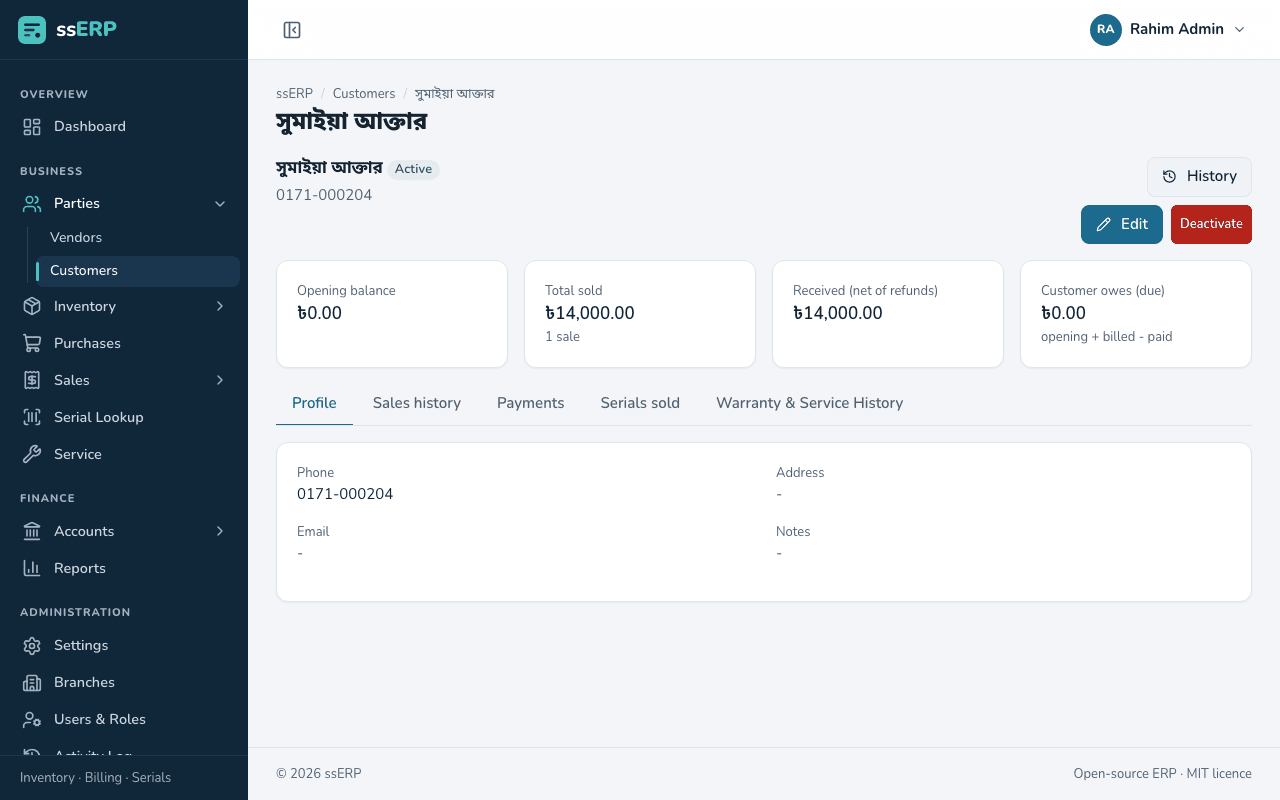 ssERP
OVERVIEW
Dashboard
BUSINESS
Parties
Vendors
Customers
Inventory
Purchases
Sales
Serial Lookup
Service
FINANCE
Accounts
Reports
ADMINISTRATION
Settings
Branches
Users & Roles
Activity Log
Inventory · Billing · Serials
RA Rahim Admin
ssERP / Customers / সুমাইয়া আক্তার
সুমাইয়া আক্তার
সুমাইয়া আক্তার Active
0171-000204
History
Edit Deactivate
Opening balance
৳0.00
Total sold
৳14,000.00
1 sale
Received (net of refunds)
৳14,000.00
Customer owes (due)
৳0.00
opening + billed - paid
Profile Sales history Payments Serials sold Warranty & Service History
Phone
0171-000204
Address
-
Email
-
Notes
-
© 2026 ssERP
Open-source ERP · MIT licence